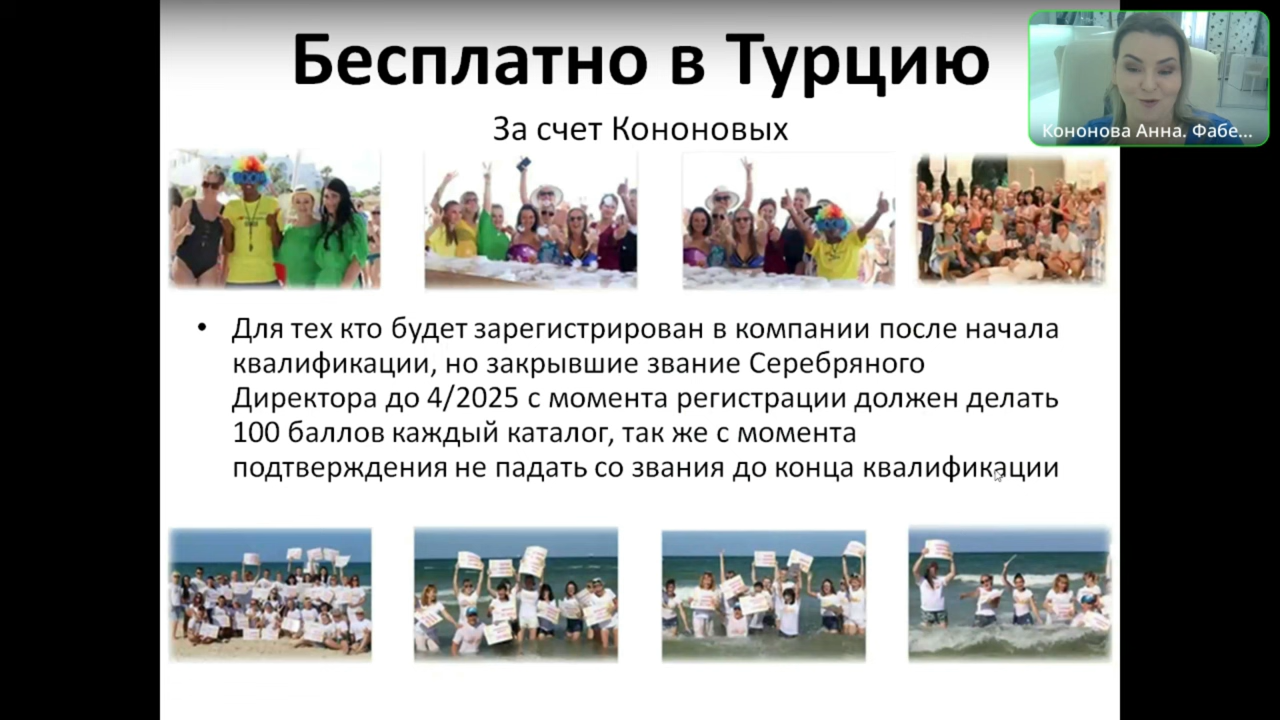 Бесплатно в Турцию
За счет Кононовых
Кононова Анна. Фабе...
Для тех кто будет зарегистрирован в компании после начала
квалификации, но закрывшие звание Серебряного
Директора до 4/2025 с момента регистрации должен делать
100 баллов каждый каталог, так же с момента
подтверждения не падать со звания до конца квалификации